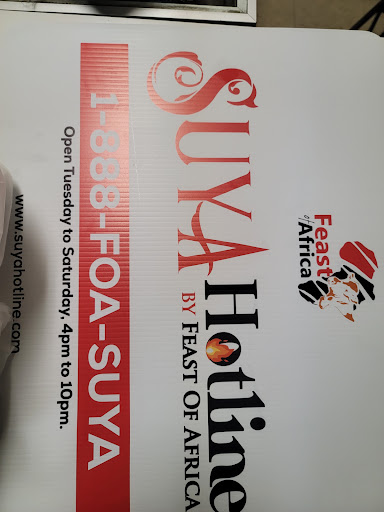 Feast
of Africa
SUYA Hotline
BY FEAST OF AFRICA
1-888-FOA-SUYA
Open Tuesday to Saturday, 4pm to 10pm.
www.suyahotline.com